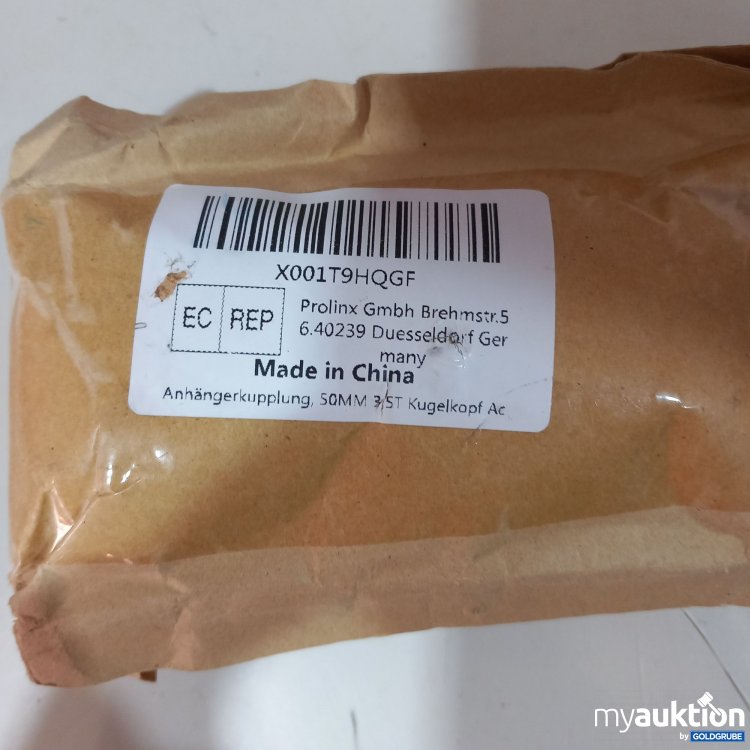 X001T9HQGF
EC REP
Prolinx Gmbh Brehmstr.5
6.40239 Duesseldorf Ger
many
Made in China
Anhängerkupplung, 50MM 3,5T Kugelkopf Ac
myauktion
by GOLDGRUBE